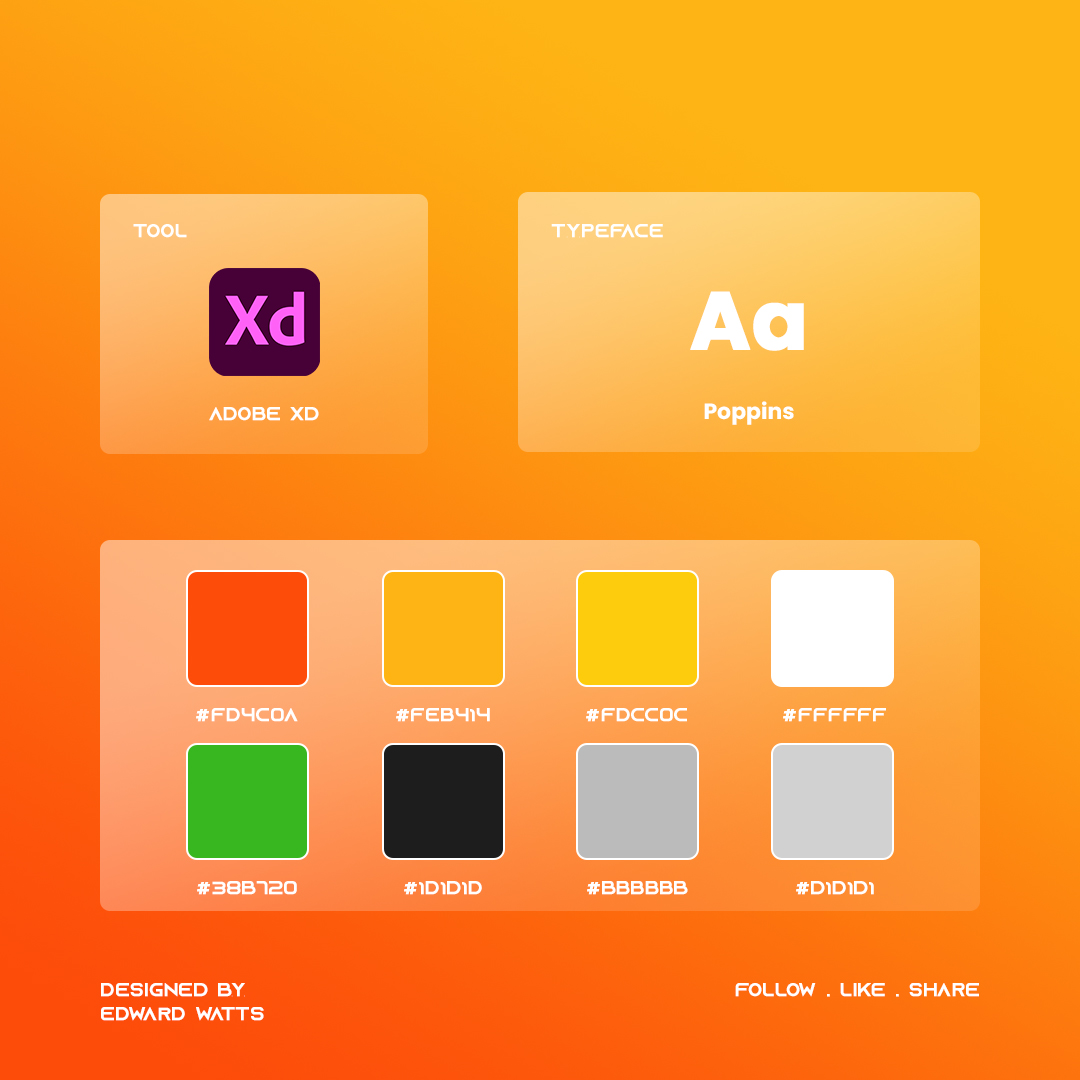 TOOL
Xd
ADOBE XD
TYPEFACE
Aa
Poppins
#FD4C0A
#FEB414
#FDCC0C
#FFFFFF
#38B720
#1D1D1D
#BBBBBB
#D1D1D1
DESIGNED BY
EDWARD WATTS
FOLLOW . LIKE . SHARE